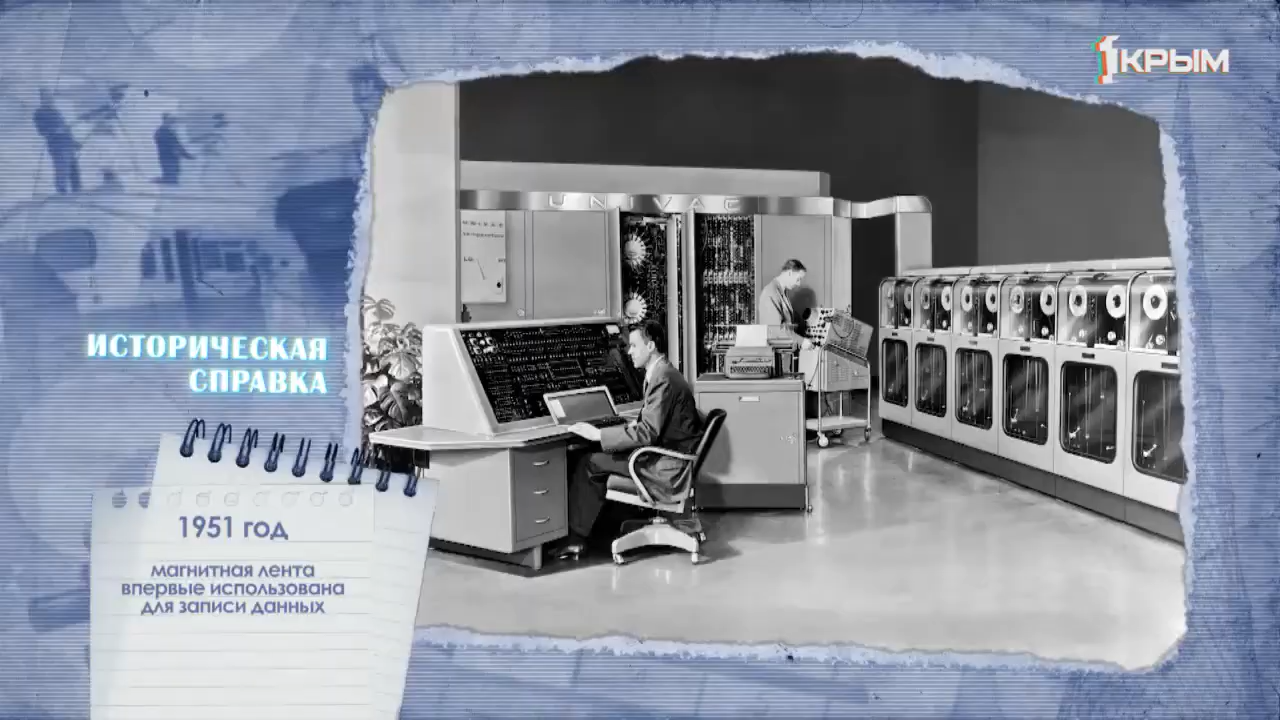 1КРЫМ
UNIVAC
ИСТОРИЧЕСКАЯ
СПРАВКА
1951 год
магнитная лента
впервые использована
для записи данных